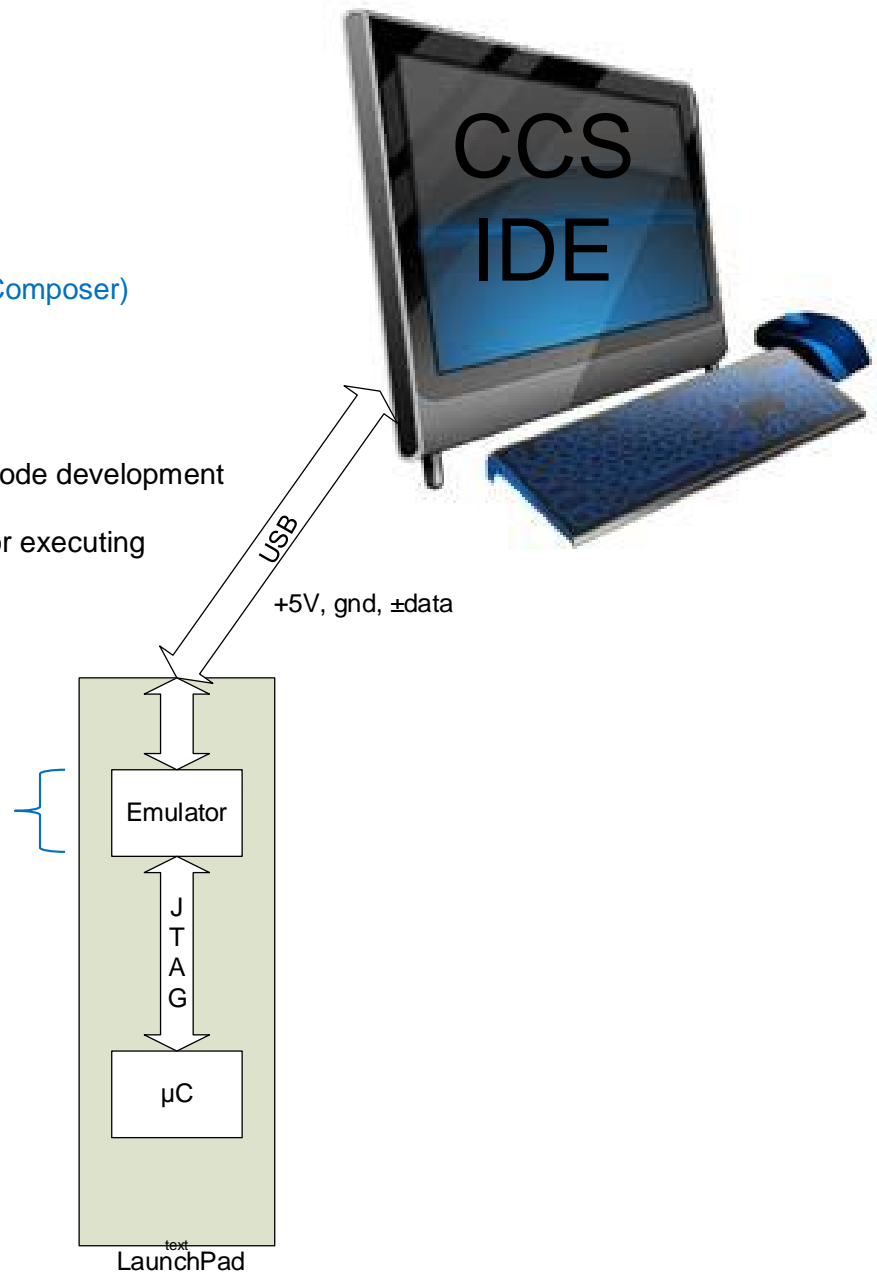 CCS
IDE
Composer)
ode development
or executing
USB
+5V, gnd, ±data
Emulator
J
T
A
G
µC
text
LaunchPad